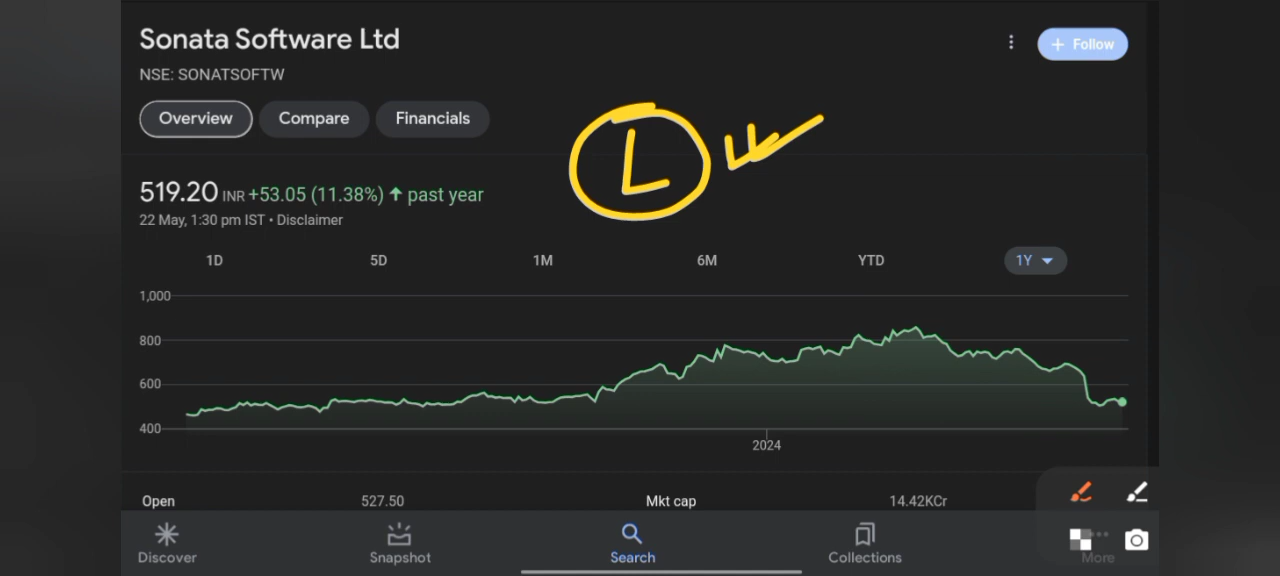 Sonata Software Ltd
+ Follow
NSE: SONATSOFTW
Overview Compare Financials
L
519.20 INR +53.05 (11.38%) ↑ past year
22 May, 1:30 pm IST • Disclaimer
1D 5D 1M 6M YTD 1Y
1,000
800
600
400
2024
Open 527.50 Mkt cap 14.42KCr
Discover Snapshot Search Collections More